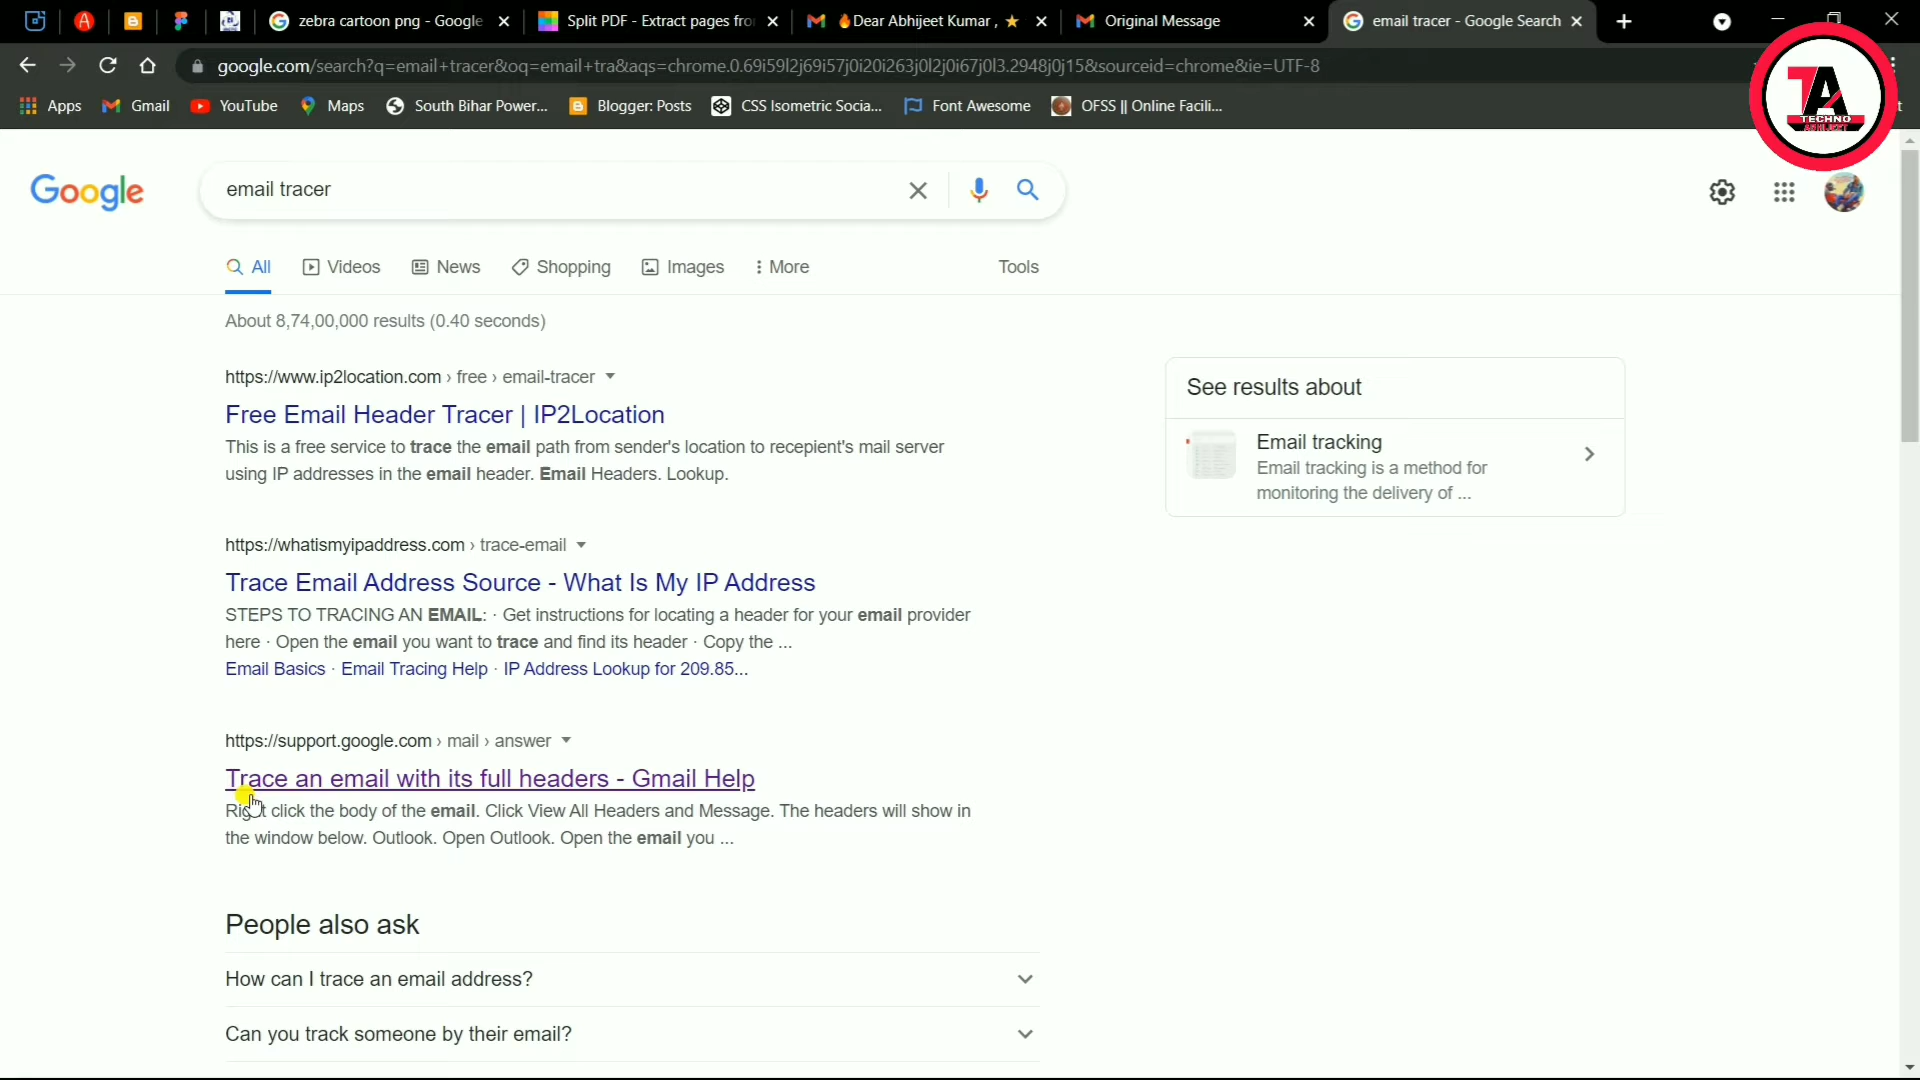 zebra cartoon png - Google
Split PDF - Extract pages fro
🔥Dear Abhijeet Kumar , ⭐
Original Message
email tracer - Google Search
google.com/search?q=email+tracer&oq=email+tra&aqs=chrome.0.69i59l2j69i57j0i20i263j0l2j0i67j0l3.2948j0j15&sourceid=chrome&ie=UTF-8
Apps
Gmail
YouTube
Maps
South Bihar Power...
Blogger: Posts
CSS Isometric Socia...
Font Awesome
OFSS || Online Facili...
TA
TECHNO
ABHIJEET
Google
email tracer
All
Videos
News
Shopping
Images
More
Tools
About 8,74,00,000 results (0.40 seconds)
https://www.ip2location.com › free › email-tracer
Free Email Header Tracer | IP2Location
This is a free service to trace the email path from sender's location to recepient's mail server
using IP addresses in the email header. Email Headers. Lookup.
https://whatismyipaddress.com › trace-email
Trace Email Address Source - What Is My IP Address
STEPS TO TRACING AN EMAIL: · Get instructions for locating a header for your email provider
here · Open the email you want to trace and find its header · Copy the ...
Email Basics · Email Tracing Help · IP Address Lookup for 209.85...
https://support.google.com › mail › answer
Trace an email with its full headers - Gmail Help
Right click the body of the email. Click View All Headers and Message. The headers will show in
the window below. Outlook. Open Outlook. Open the email you ...
People also ask
How can I trace an email address?
Can you track someone by their email?
See results about
Email tracking
Email tracking is a method for
monitoring the delivery of ...